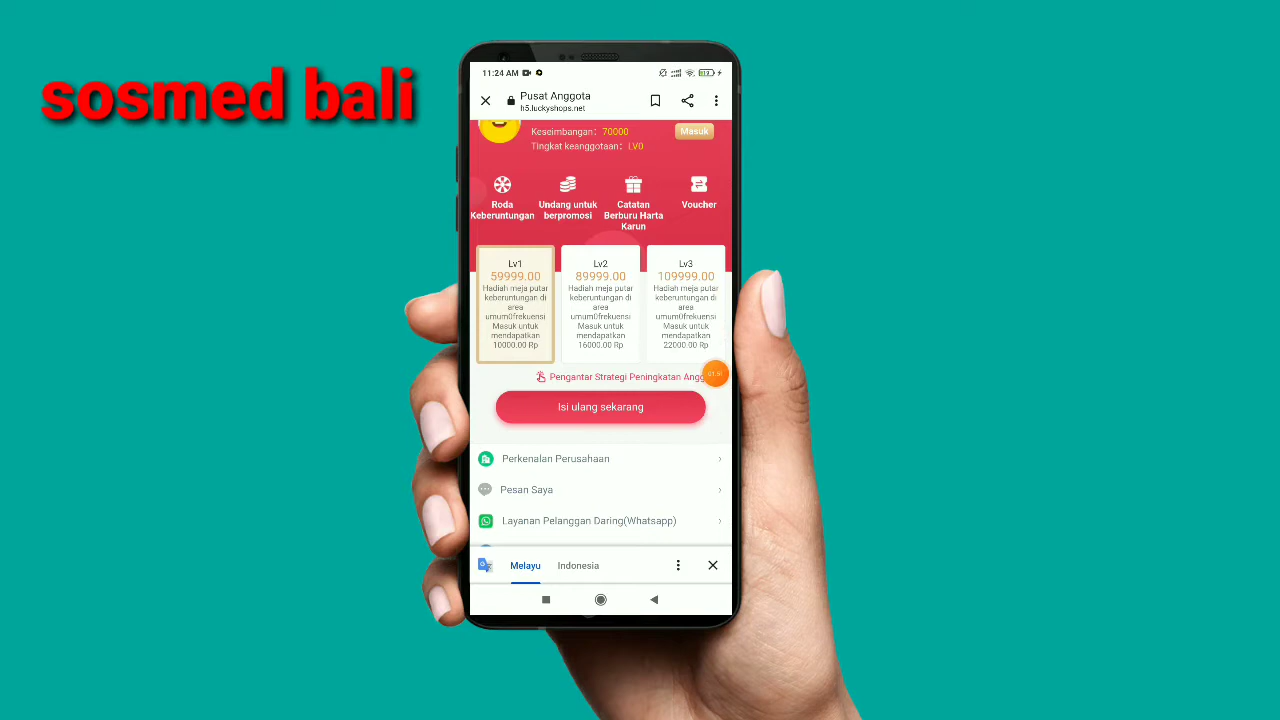 sosmed bali
11:24 AM
Pusat Anggota
h5.luckyshops.net
Keseimbangan: 70000
Masuk
Tingkat keanggotaan: LV0
Roda Keberuntungan
Undang untuk berpromosi
Catatan Berburu Harta Karun
Voucher
Lv1
59999.00
Hadiah meja putar
keberuntungan di
area
umum0frekuensi
Masuk untuk
mendapatkan
10000.00 Rp
Lv2
89999.00
Hadiah meja putar
keberuntungan di
area
umum0frekuensi
Masuk untuk
mendapatkan
16000.00 Rp
Lv3
109999.00
Hadiah meja putar
keberuntungan di
area
umum0frekuensi
Masuk untuk
mendapatkan
22000.00 Rp
Pengantar Strategi Peningkatan Angg
Isi ulang sekarang
Perkenalan Perusahaan
Pesan Saya
Layanan Pelanggan Daring(Whatsapp)
Melayu Indonesia